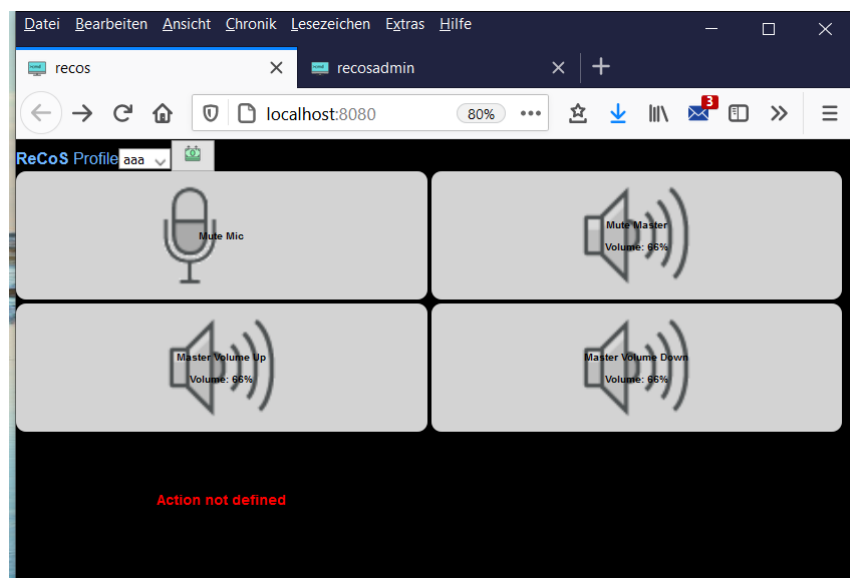 Datei Bearbeiten Ansicht Chronik Lesezeichen Extras Hilfe
recos
recosadmin
localhost:8080 80% 3
ReCoS Profile aaa
Mute Mic
Mute Master
Volume: 66%
Master Volume Up
Volume: 66%
Master Volume Down
Volume: 66%
Action not defined